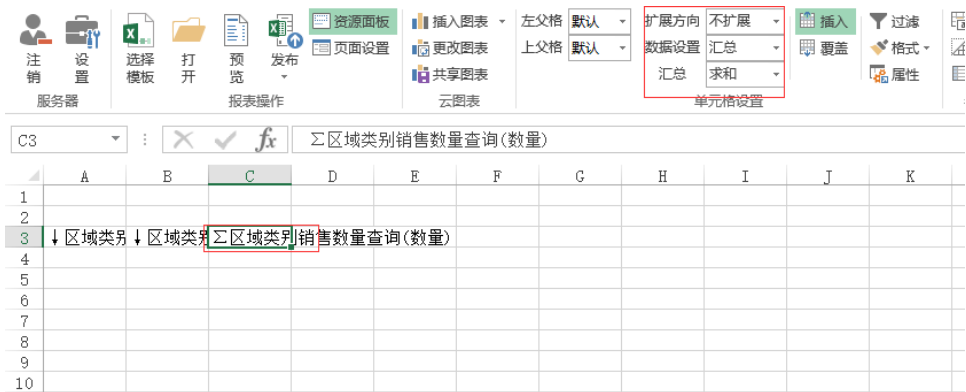 注销
设置
服务器
选择模板
打开
预览
发布
资源面板
页面设置
报表操作
插入图表
更改图表
共享图表
云图表
左父格 默认
上父格 默认
扩展方向 不扩展
数据设置 汇总
汇总 求和
单元格设置
插入
覆盖
过滤
格式
属性
C3 fx Σ区域类别销售数量查询(数量)
A B C D E F G H I J K
1
2
3 ↓区域类别 ↓区域类别 Σ区域类别销售数量查询(数量)
4
5
6
7
8
9
10